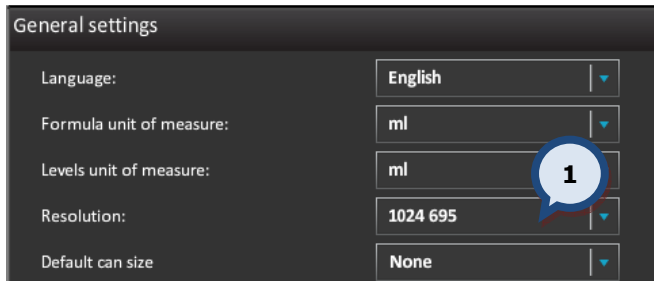 General settings
Language: English
Formula unit of measure: ml
Levels unit of measure: ml
1
Resolution: 1024 695
Default can size None